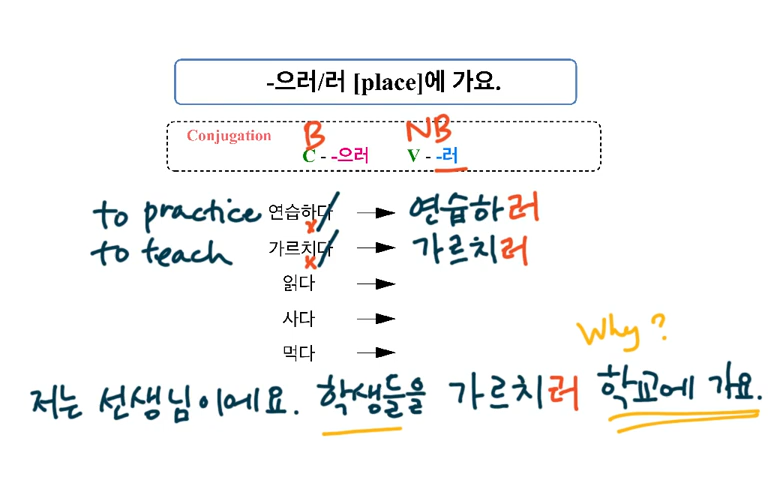 -으러/러 [place]에 가요.
Conjugation B NB
C - -으러 V - -러
to practice 연습하다 → 연습하러
x
to teach 가르치다 → 가르치러
x
읽다 →
사다 →
Why?
먹다 →
저는 선생님이에요. 학생들을 가르치러 학교에 가요.